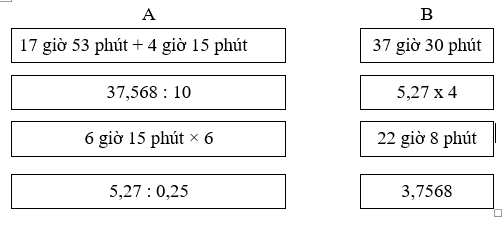 A B
17 giờ 53 phút + 4 giờ 15 phút 37 giờ 30 phút
37,568 : 10 5,27 x 4
6 giờ 15 phút × 6 22 giờ 8 phút
5,27 : 0,25 3,7568